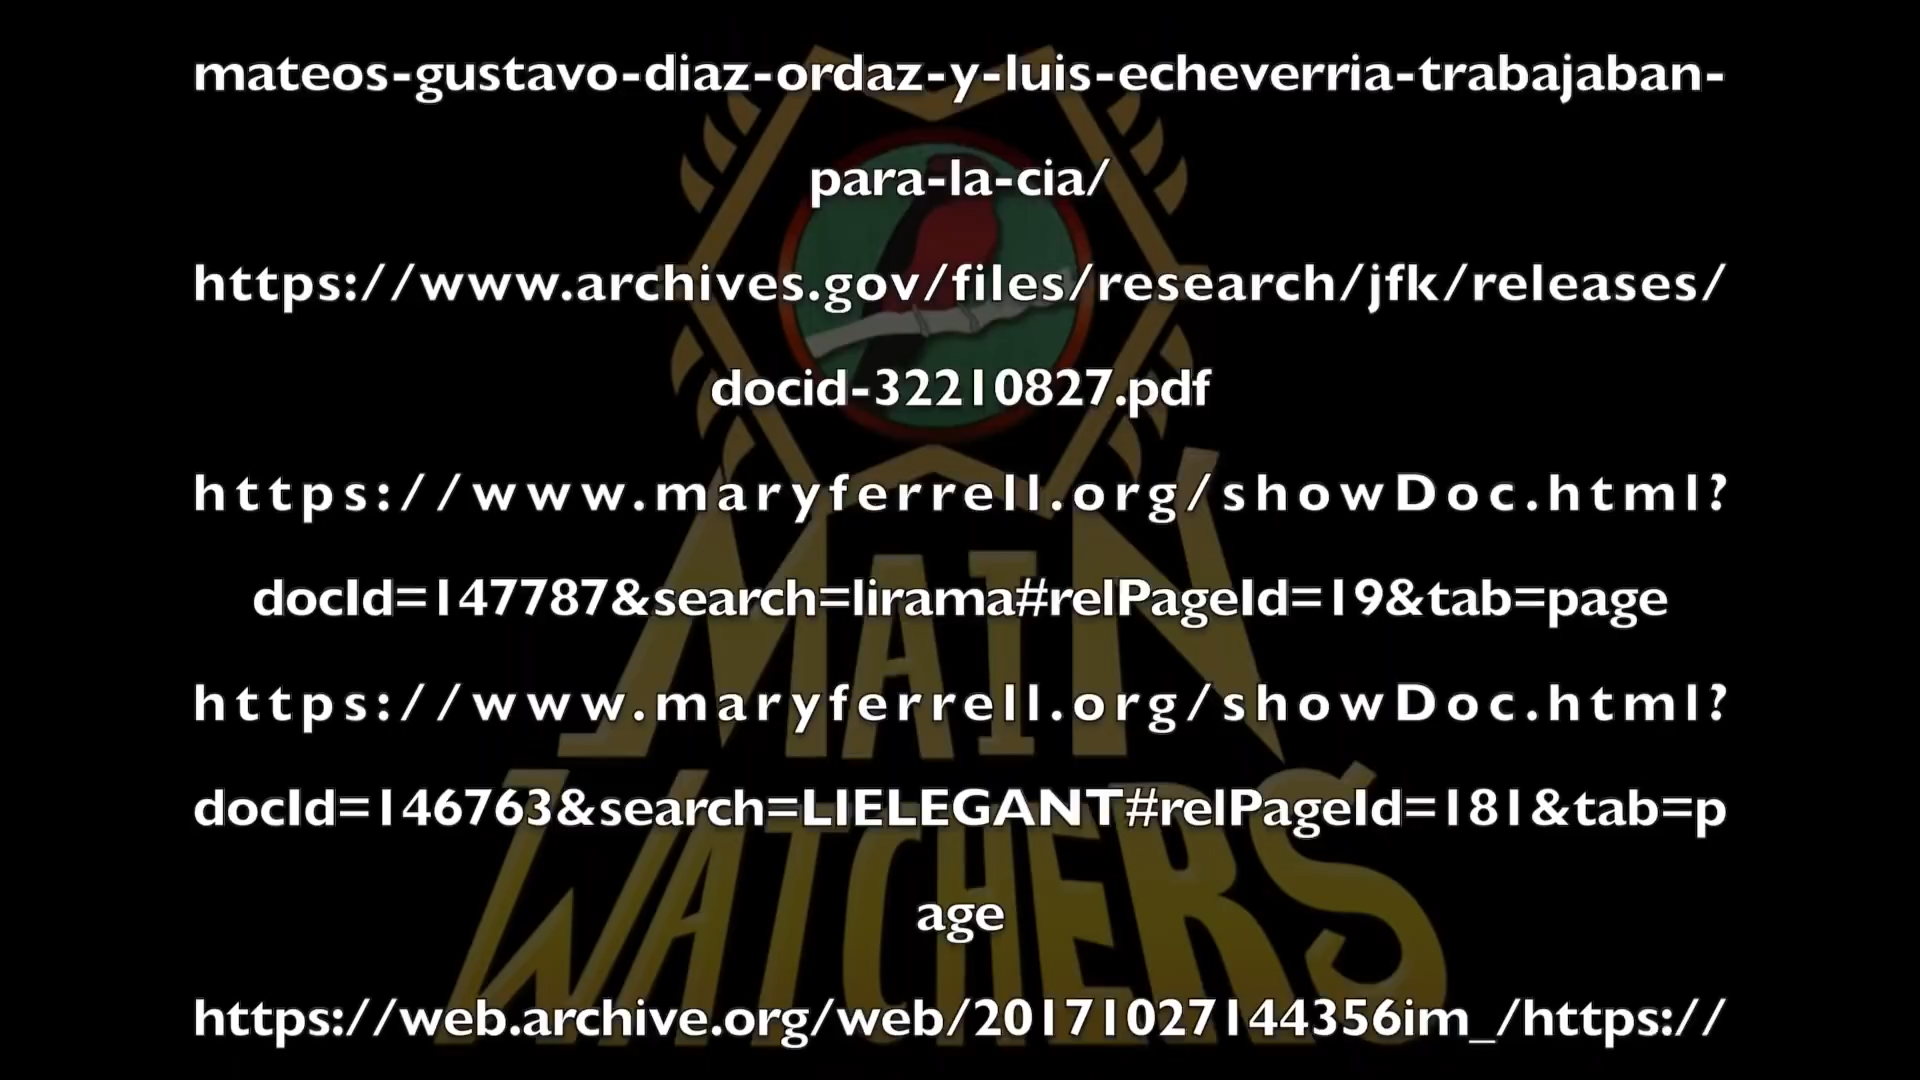 mateos-gustavo-diaz-ordaz-y-luis-echeverria-trabajaban-
para-la-cia/
https://www.archives.gov/files/research/jfk/releases/
docid-32210827.pdf
https://www.maryferrell.org/showDoc.html?
docId=147787&search=lirama#relPageId=19&tab=page
https://www.maryferrell.org/showDoc.html?
docId=146763&search=LIELEGANT#relPageId=181&tab=p
age
https://web.archive.org/web/20171027144356im_/https://
MAIN
WATCHERS